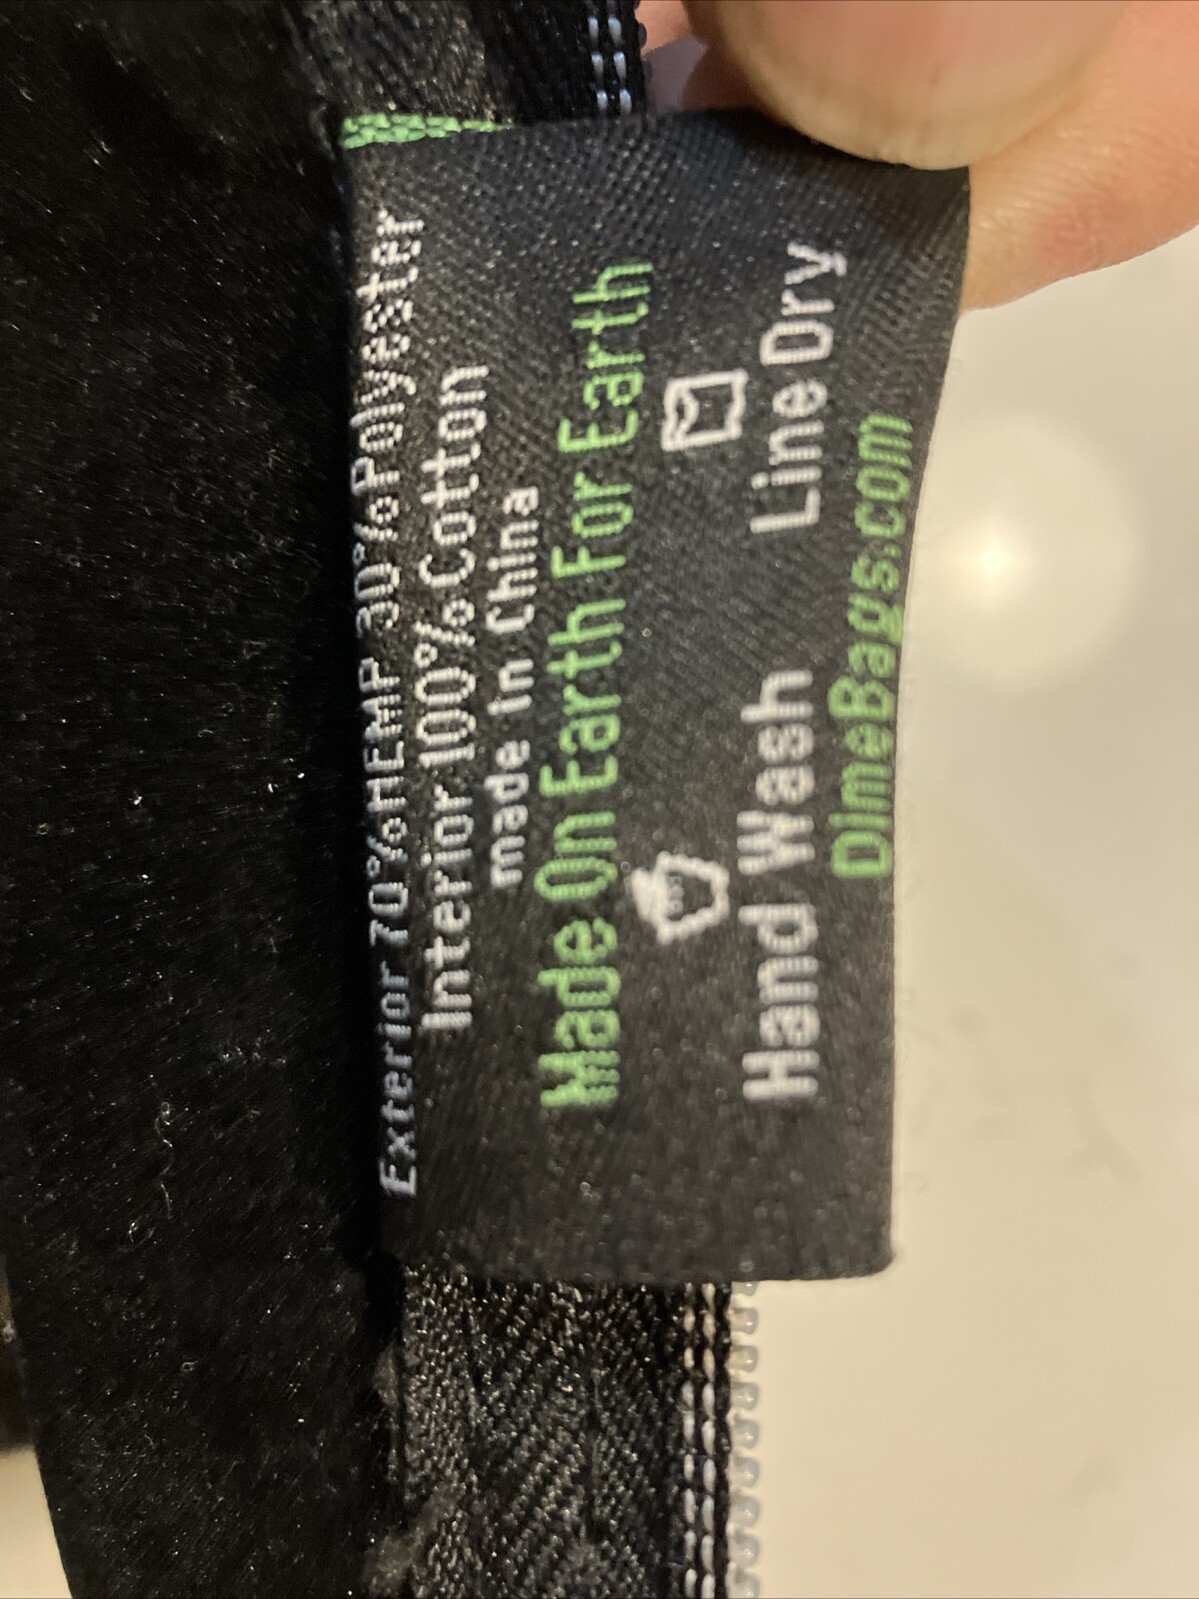 Exterior 70%HEMP 30%Polyester
Interior 100%Cotton
made in China
Made On Earth For Earth
Hand Wash Line Dry
DimeBags.com